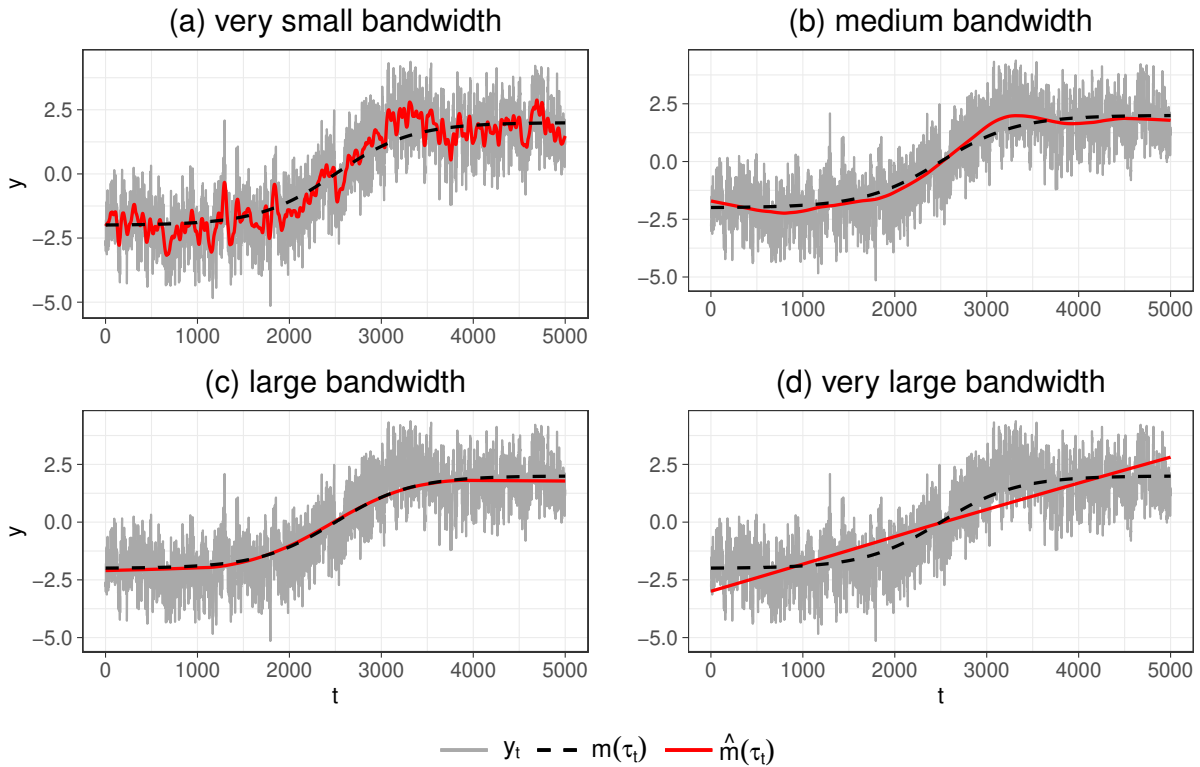 (a) very small bandwidth
(b) medium bandwidth
y
2.5
0.0
−2.5
−5.0
0 1000 2000 3000 4000 5000
2.5
0.0
−2.5
−5.0
0 1000 2000 3000 4000 5000
(c) large bandwidth
(d) very large bandwidth
y
2.5
0.0
−2.5
−5.0
0 1000 2000 3000 4000 5000
t
2.5
0.0
−2.5
−5.0
0 1000 2000 3000 4000 5000
t
yₜ m(τₜ) m̂(τₜ)